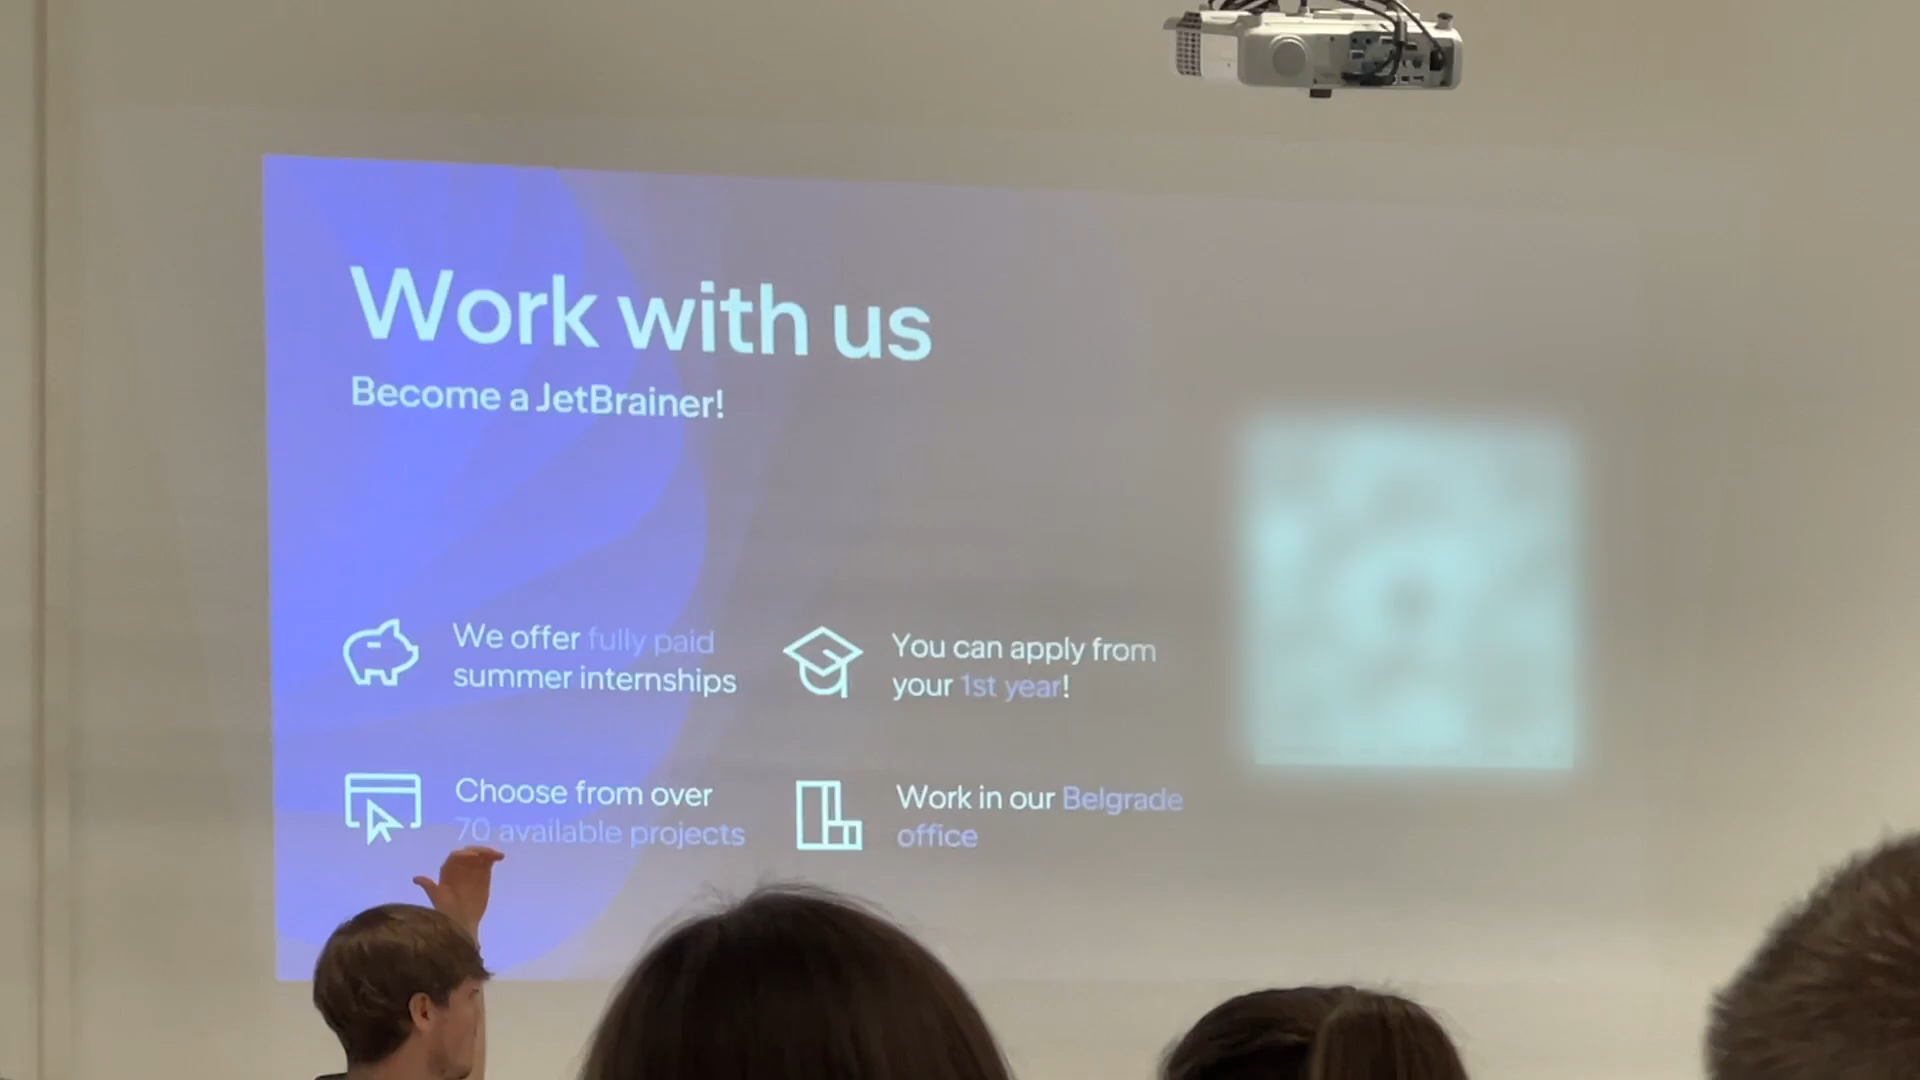 Work with us
Become a JetBrainer!
We offer fully paid
summer internships
You can apply from
your 1st year!
Choose from over
70 available projects
Work in our Belgrade
office